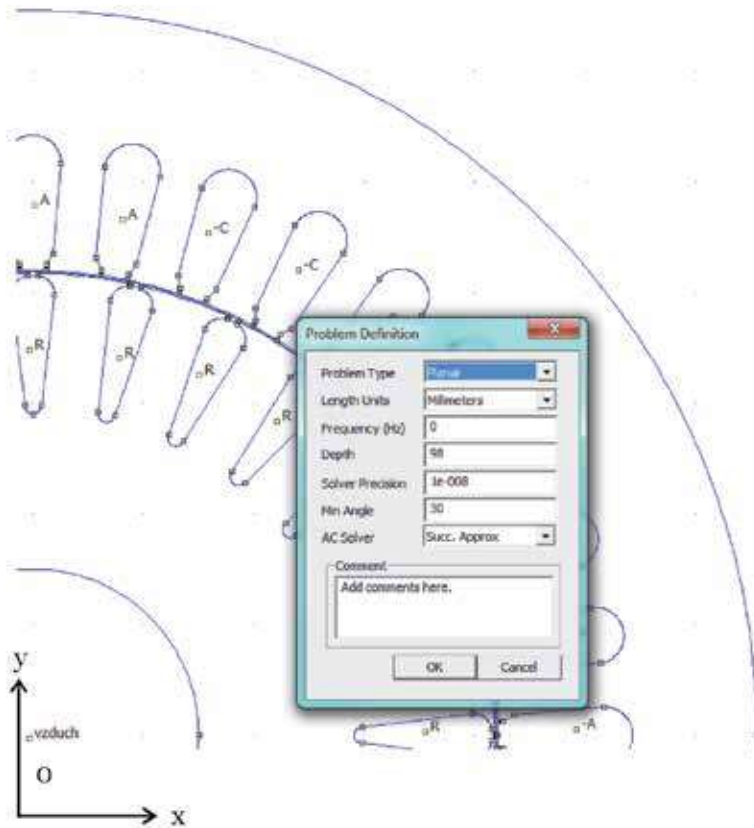 A
A
-C
-C
R
R
R
R
Problem Definition
Problem Type Planar
Length Units Millimeters
Frequency (Hz) 0
Depth 98
Solver Precision 1e-008
Min Angle 30
AC Solver Succ. Approx
Comment
Add comments here.
OK Cancel
y
vzduch
R
-A
O
x